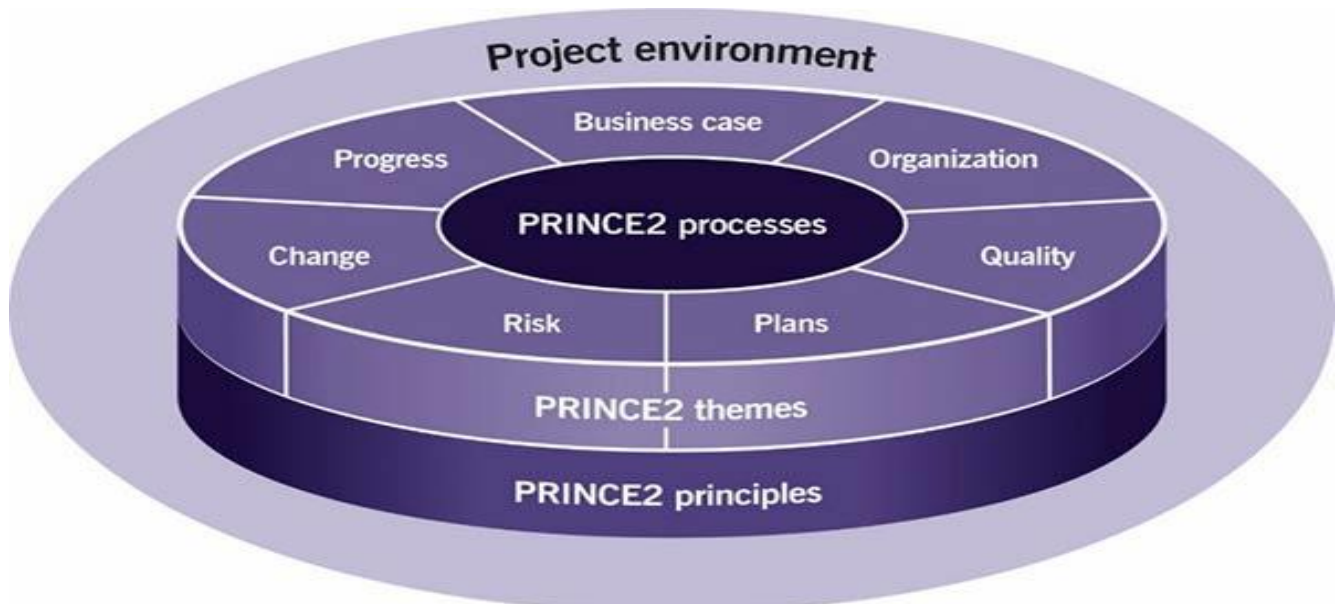 Project environment
Business case
Progress
Organization
PRINCE2 processes
Change
Quality
Risk
Plans
PRINCE2 themes
PRINCE2 principles